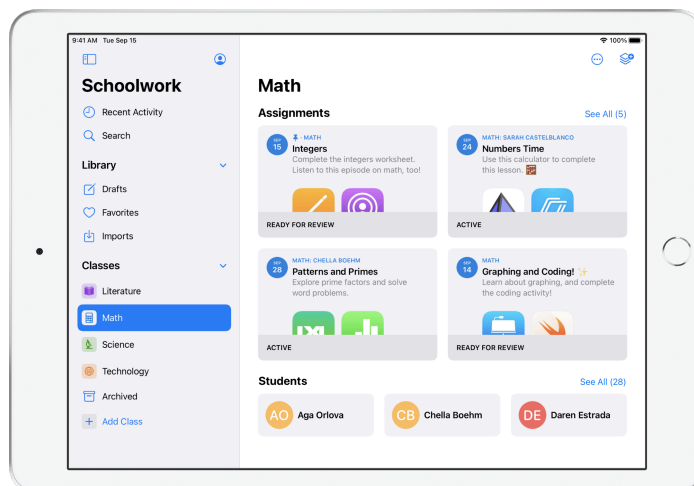 9:41 AM Tue Sep 15
100%
Schoolwork
Recent Activity
Search
Library
Drafts
Favorites
Imports
Classes
Literature
Math
Science
Technology
Archived
Add Class
Math
Assignments
See All (5)
SEP
15
· MATH
Integers
Complete the integers worksheet.
Listen to this episode on math, too!
READY FOR REVIEW
SEP
24
MATH: SARAH CASTELBLANCO
Numbers Time
Use this calculator to complete
this lesson. 🧱
ACTIVE
SEP
28
MATH: CHELLA BOEHM
Patterns and Primes
Explore prime factors and solve
word problems.
IXL
ACTIVE
SEP
14
MATH
Graphing and Coding! ✨
Learn about graphing, and complete
the coding activity!
READY FOR REVIEW
Students
See All (28)
AO Aga Orlova
CB Chella Boehm
DE Daren Estrada